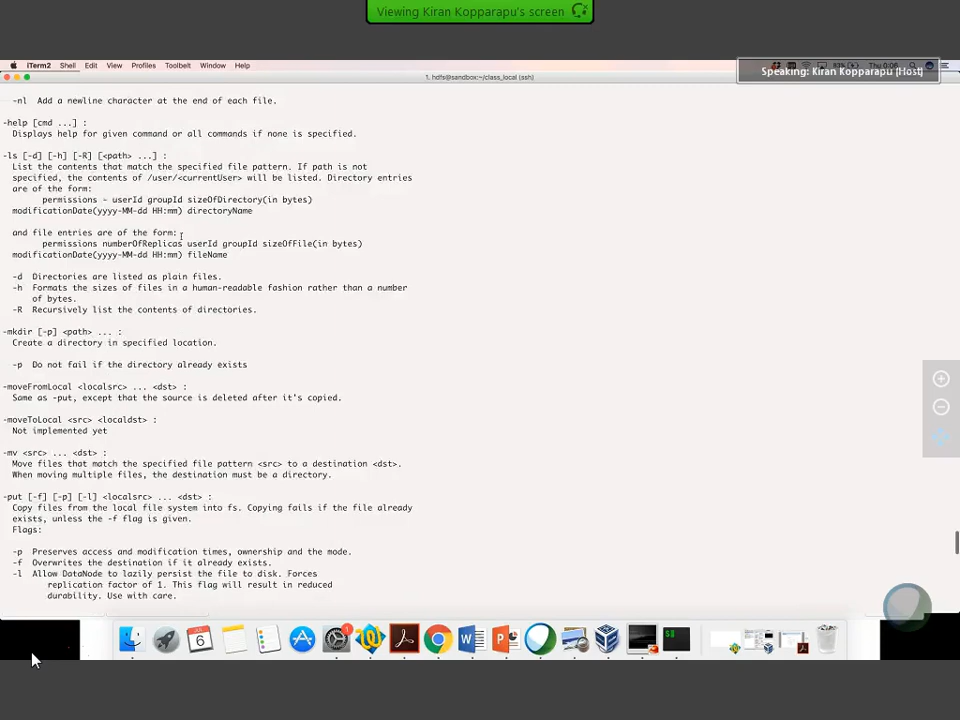 Viewing Kiran Kopparapu's screen
iTerm2 Shell Edit View Profiles Toolbelt Window Help
1. hdfs@sandbox:~/class_local (ssh)
Speaking: Kiran Kopparapu [Host]
-nl Add a newline character at the end of each file.
-help [cmd ...] :
Displays help for given command or all commands if none is specified.
-ls [-d] [-h] [-R] [<path> ...] :
List the contents that match the specified file pattern. If path is not
specified, the contents of /user/<currentUser> will be listed. Directory entries
are of the form:
permissions - userId groupId sizeOfDirectory(in bytes)
modificationDate(yyyy-MM-dd HH:mm) directoryName
and file entries are of the form:
permissions numberOfReplicas userId groupId sizeOfFile(in bytes)
modificationDate(yyyy-MM-dd HH:mm) fileName
-d Directories are listed as plain files.
-h Formats the sizes of files in a human-readable fashion rather than a number
of bytes.
-R Recursively list the contents of directories.
-mkdir [-p] <path> ... :
Create a directory in specified location.
-p Do not fail if the directory already exists
-moveFromLocal <localsrc> ... <dst> :
Same as -put, except that the source is deleted after it's copied.
-moveToLocal <src> <localdst> :
Not implemented yet
-mv <src> ... <dst> :
Move files that match the specified file pattern <src> to a destination <dst>.
When moving multiple files, the destination must be a directory.
-put [-f] [-p] [-l] <localsrc> ... <dst> :
Copy files from the local file system into fs. Copying fails if the file already
exists, unless the -f flag is given.
Flags:
-p Preserves access and modification times, ownership and the mode.
-f Overwrites the destination if it already exists.
-l Allow DataNode to lazily persist the file to disk. Forces
replication factor of 1. This flag will result in reduced
durability. Use with care.
6
1